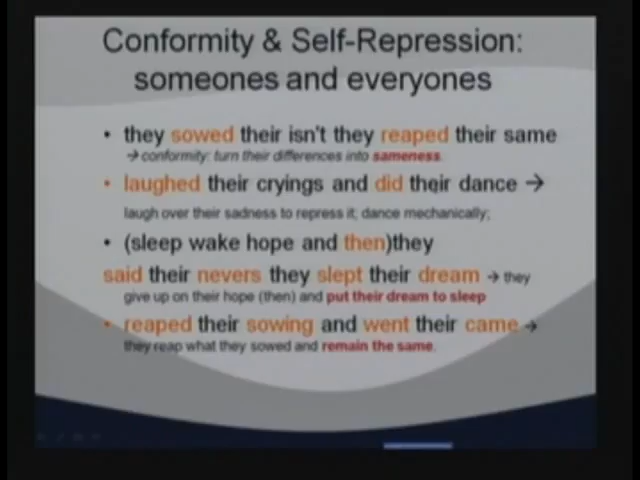 Conformity & Self-Repression:
someones and everyones
• they sowed their isn't they reaped their same
→ conformity: turn their differences into sameness.
• laughed their cryings and did their dance →
laugh over their sadness to repress it; dance mechanically;
• (sleep wake hope and then)they
said their nevers they slept their dream → they
give up on their hope (then) and put their dream to sleep
• reaped their sowing and went their came →
they reap what they sowed and remain the same.